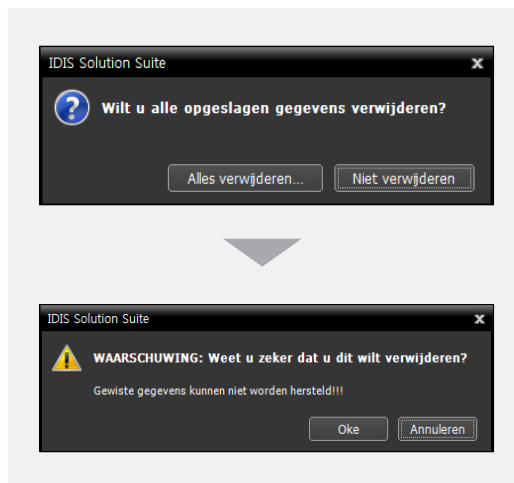 IDIS Solution Suite
Wilt u alle opgeslagen gegevens verwijderen?
Alles verwijderen... Niet verwijderen
IDIS Solution Suite
WAARSCHUWING: Weet u zeker dat u dit wilt verwijderen?
Gewiste gegevens kunnen niet worden hersteld!!!
Oke Annuleren